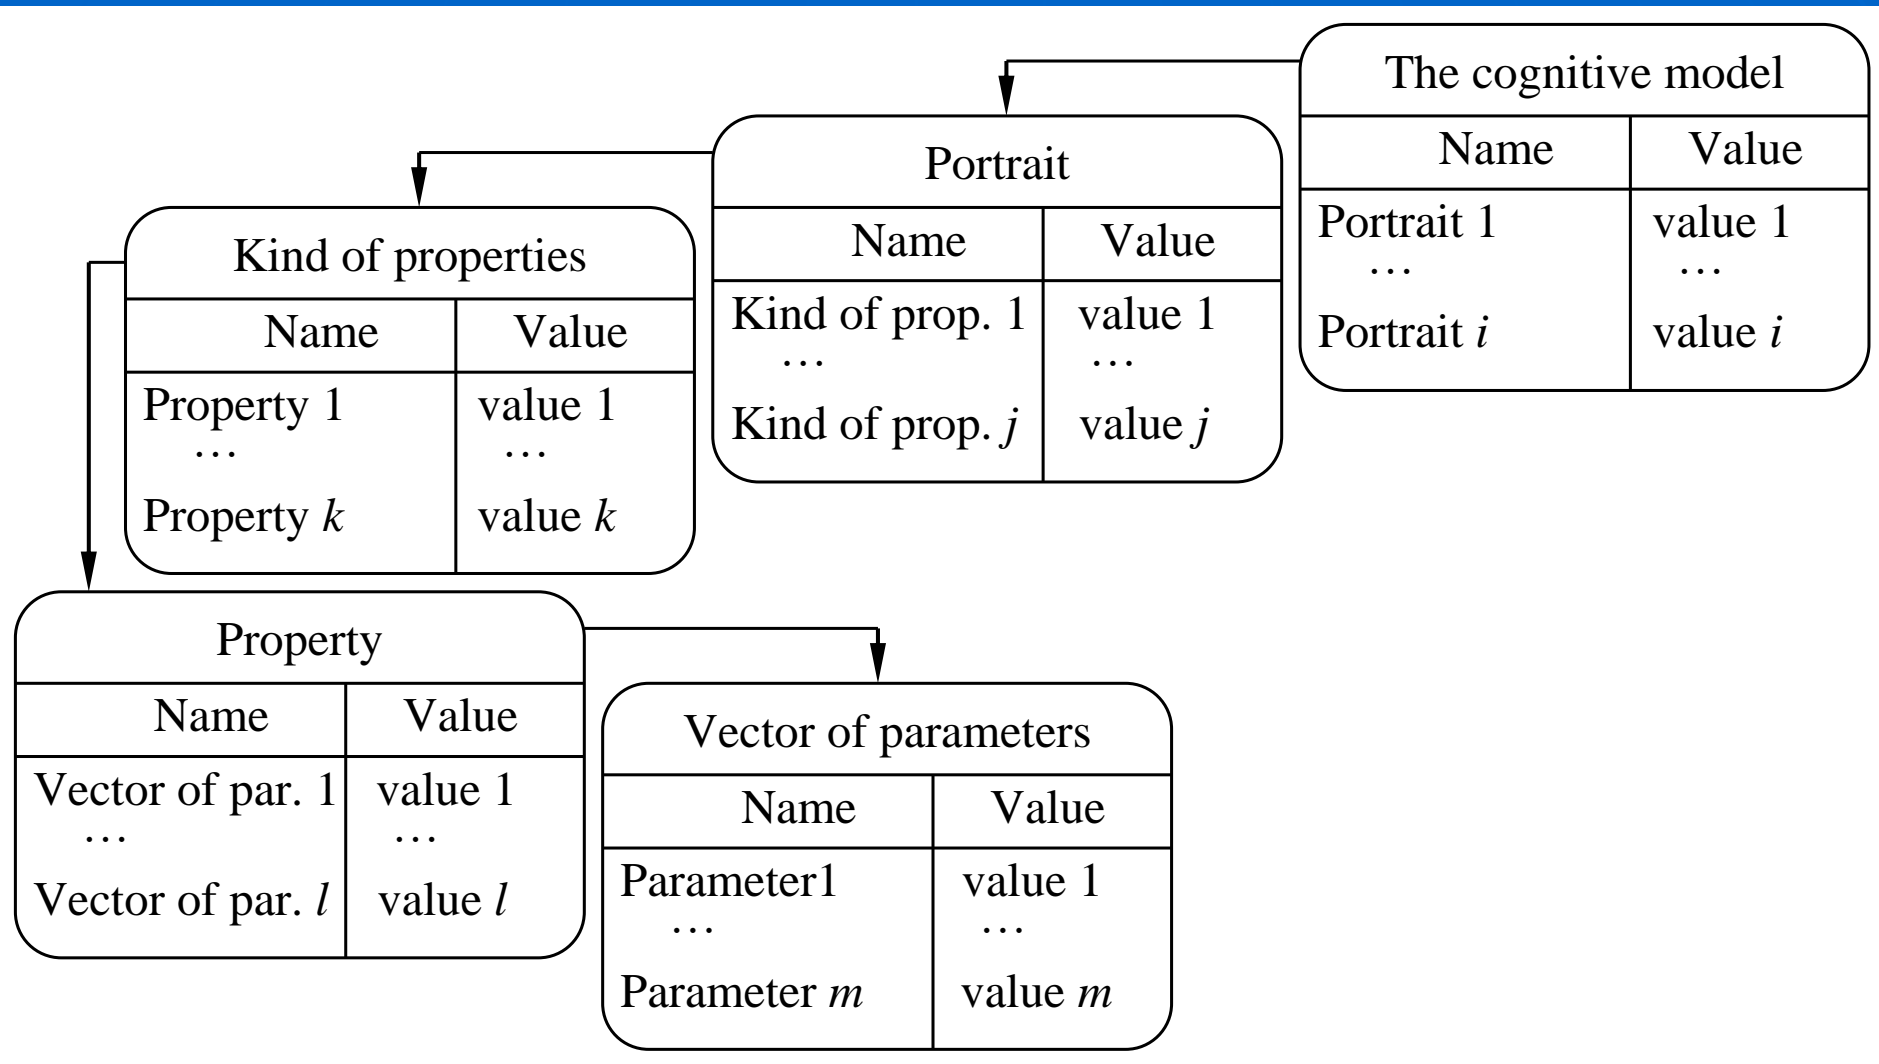 The cognitive model
Name Value
Portrait 1 value 1
… …
Portrait i value i
Portrait
Name Value
Kind of prop. 1 value 1
… …
Kind of prop. j value j
Kind of properties
Name Value
Property 1 value 1
… …
Property k value k
Property
Name Value
Vector of par. 1 value 1
… …
Vector of par. l value l
Vector of parameters
Name Value
Parameter1 value 1
… …
Parameter m value m